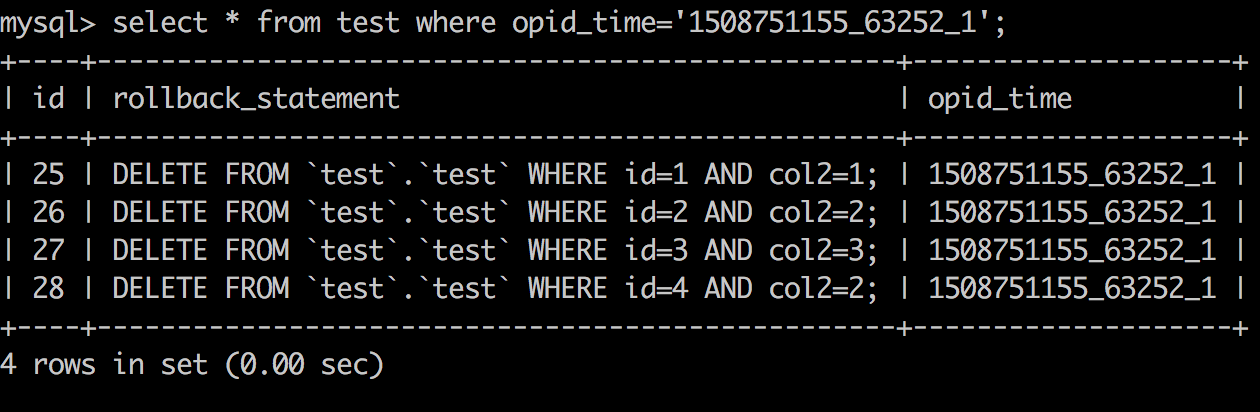 mysql> select * from test where opid_time='1508751155_63252_1';
+----+--------------------------------------------------+--------------------+
| id | rollback_statement                               | opid_time          |
+----+--------------------------------------------------+--------------------+
| 25 | DELETE FROM `test`.`test` WHERE id=1 AND col2=1; | 1508751155_63252_1 |
| 26 | DELETE FROM `test`.`test` WHERE id=2 AND col2=2; | 1508751155_63252_1 |
| 27 | DELETE FROM `test`.`test` WHERE id=3 AND col2=3; | 1508751155_63252_1 |
| 28 | DELETE FROM `test`.`test` WHERE id=4 AND col2=2; | 1508751155_63252_1 |
+----+--------------------------------------------------+--------------------+
4 rows in set (0.00 sec)